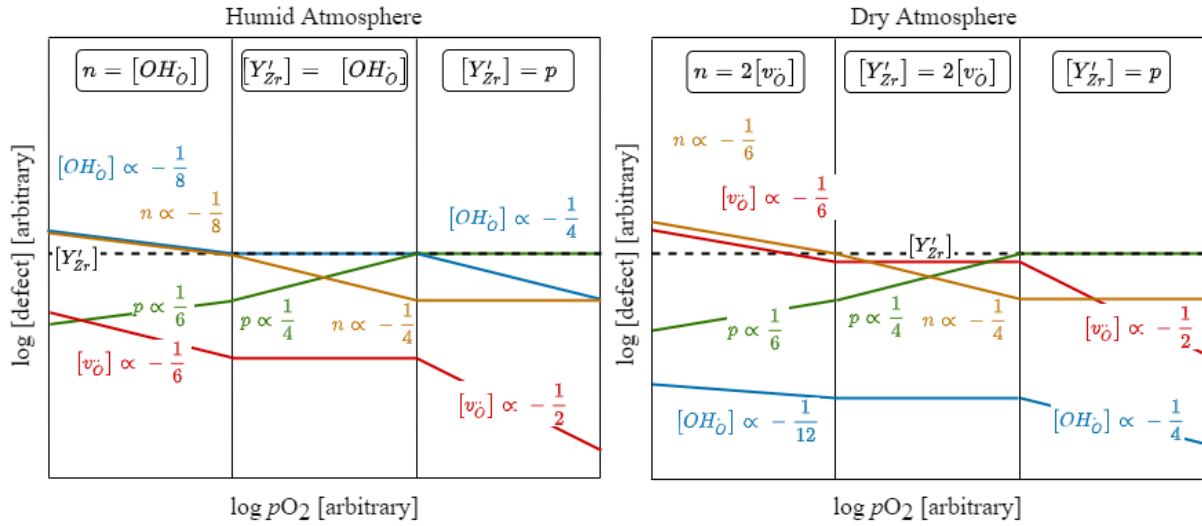 Humid Atmosphere
n = [OH_Ȯ]
[Y′_Zr] = [OH_Ȯ]
[Y′_Zr] = p
[OH_Ȯ] ∝ − 1/8
n ∝ − 1/8
[OH_Ȯ] ∝ − 1/4
[Y′_Zr]
p ∝ 1/6
p ∝ 1/4
n ∝ − 1/4
[v_Ö] ∝ − 1/6
[v_Ö] ∝ − 1/2
log [defect] [arbitrary]
log pO₂ [arbitrary]
Dry Atmosphere
n = 2[v_Ö]
[Y′_Zr] = 2[v_Ö]
[Y′_Zr] = p
n ∝ − 1/6
[v_Ö] ∝ − 1/6
[Y′_Zr]
p ∝ 1/6
p ∝ 1/4
n ∝ − 1/4
[v_Ö] ∝ − 1/2
[OH_Ȯ] ∝ − 1/12
[OH_Ȯ] ∝ − 1/4
log [defect] [arbitrary]
log pO₂ [arbitrary]